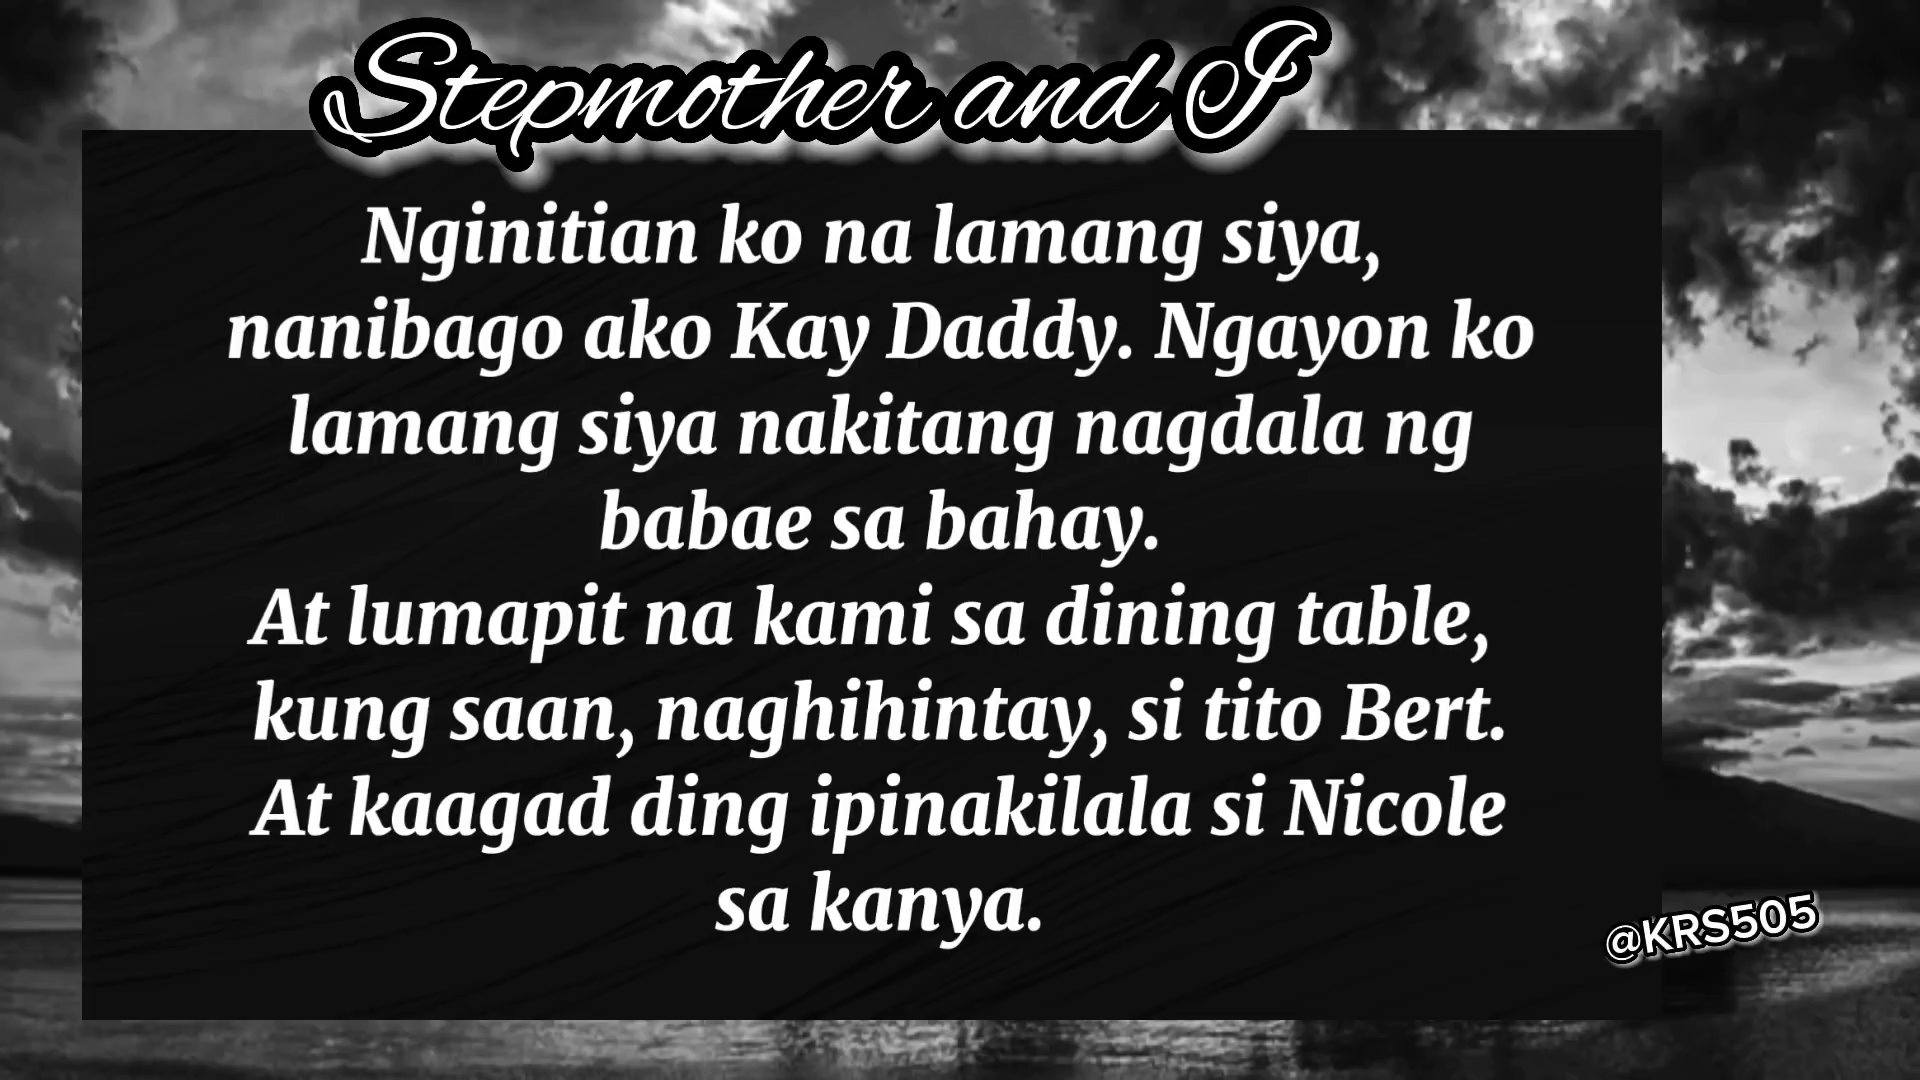 Stepmother and I
Nginitian ko na lamang siya,
nanibago ako Kay Daddy. Ngayon ko
lamang siya nakitang nagdala ng
babae sa bahay.
At lumapit na kami sa dining table,
kung saan, naghihintay, si tito Bert.
At kaagad ding ipinakilala si Nicole
sa kanya.
@KRS505